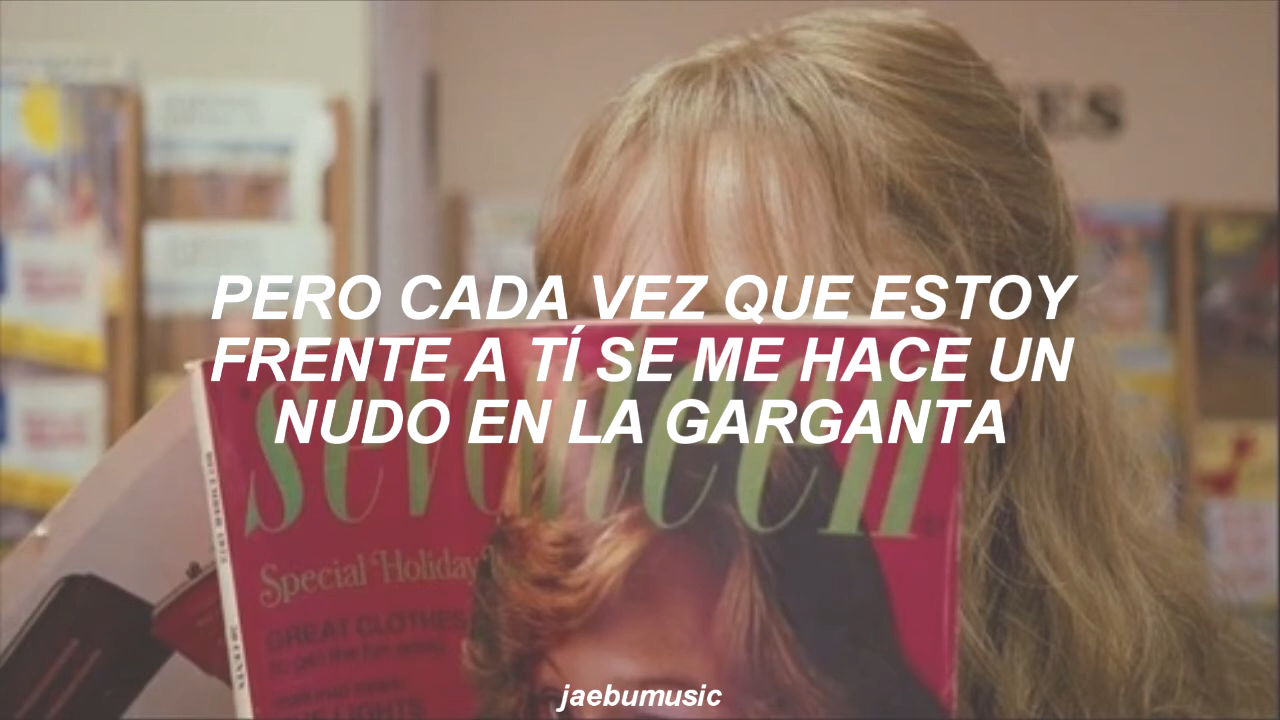 ES
PERO CADA VEZ QUE ESTOY
FRENTE A TÍ SE ME HACE UN
NUDO EN LA GARGANTA
seventeen
Special Holiday
GREAT CLOTHES
jaebumusic